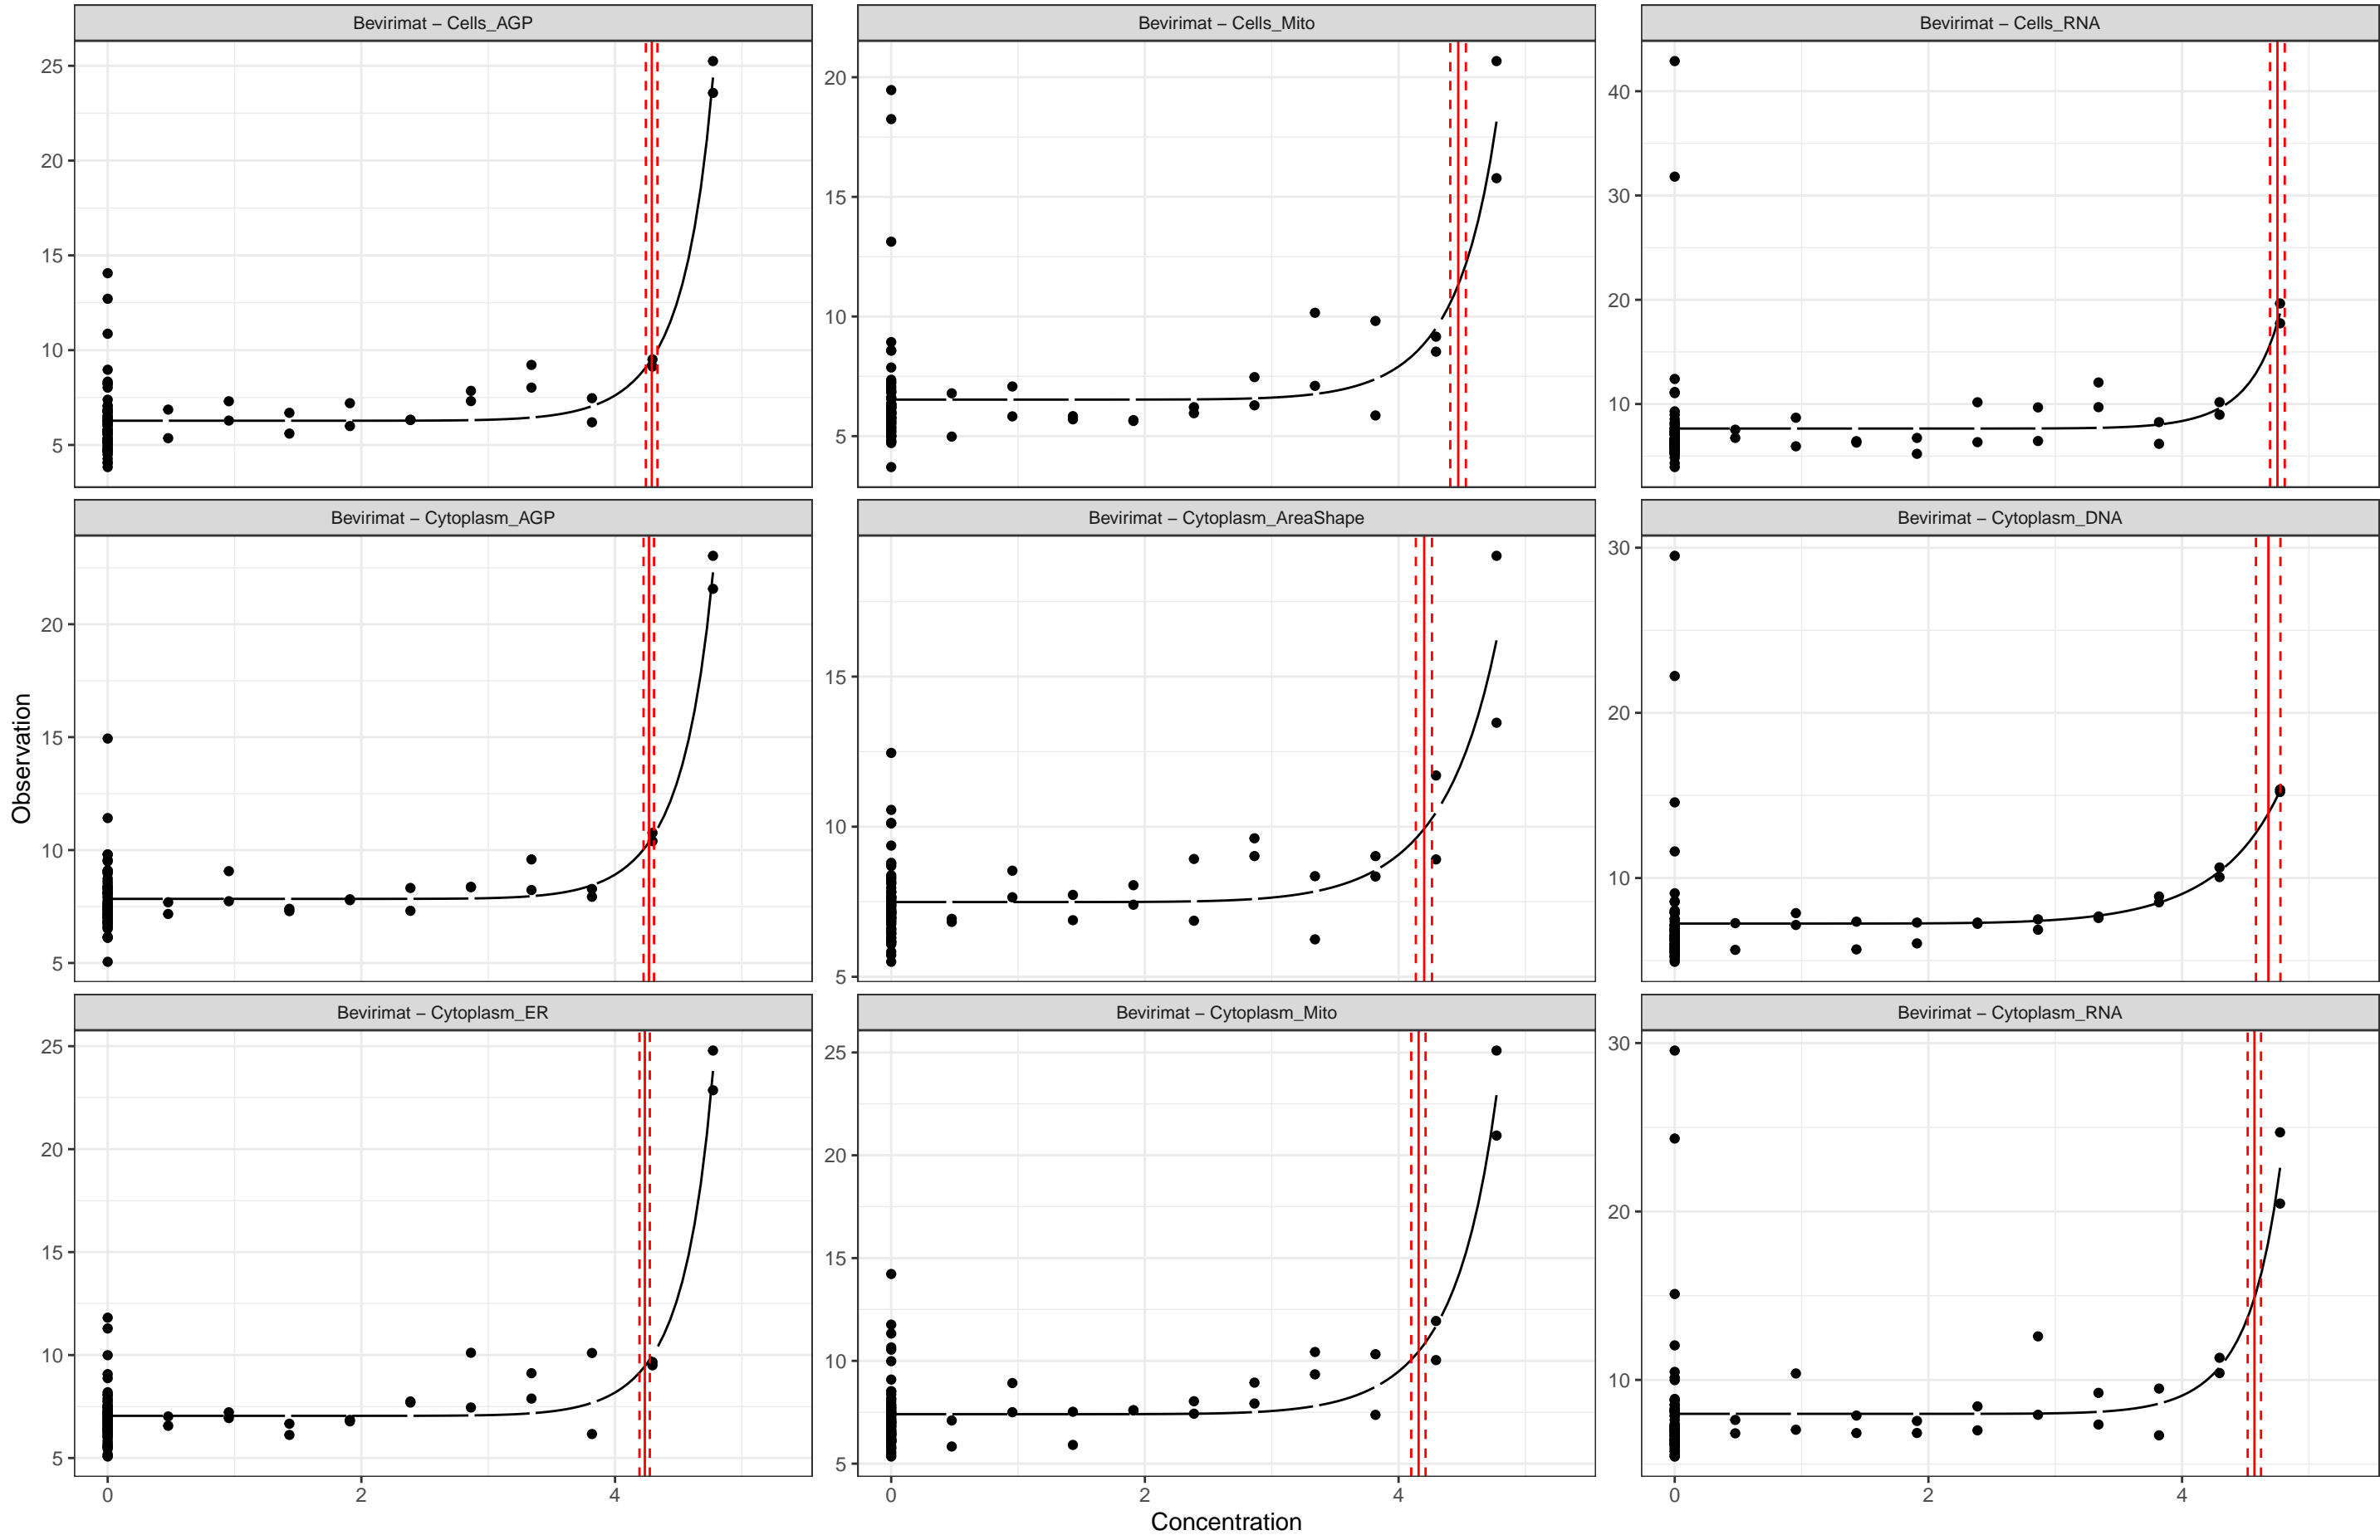 Bevirimat – Cells_AGP
Bevirimat – Cells_Mito
Bevirimat – Cells_RNA
25
20
15
10
5
20
15
10
5
40
30
20
10
Bevirimat – Cytoplasm_AGP
Bevirimat – Cytoplasm_AreaShape
Bevirimat – Cytoplasm_DNA
20
15
10
5
15
10
5
30
20
10
Observation
Bevirimat – Cytoplasm_ER
Bevirimat – Cytoplasm_Mito
Bevirimat – Cytoplasm_RNA
25
20
15
10
5
25
20
15
10
5
30
20
10
0 2 4
0 2 4
0 2 4
Concentration